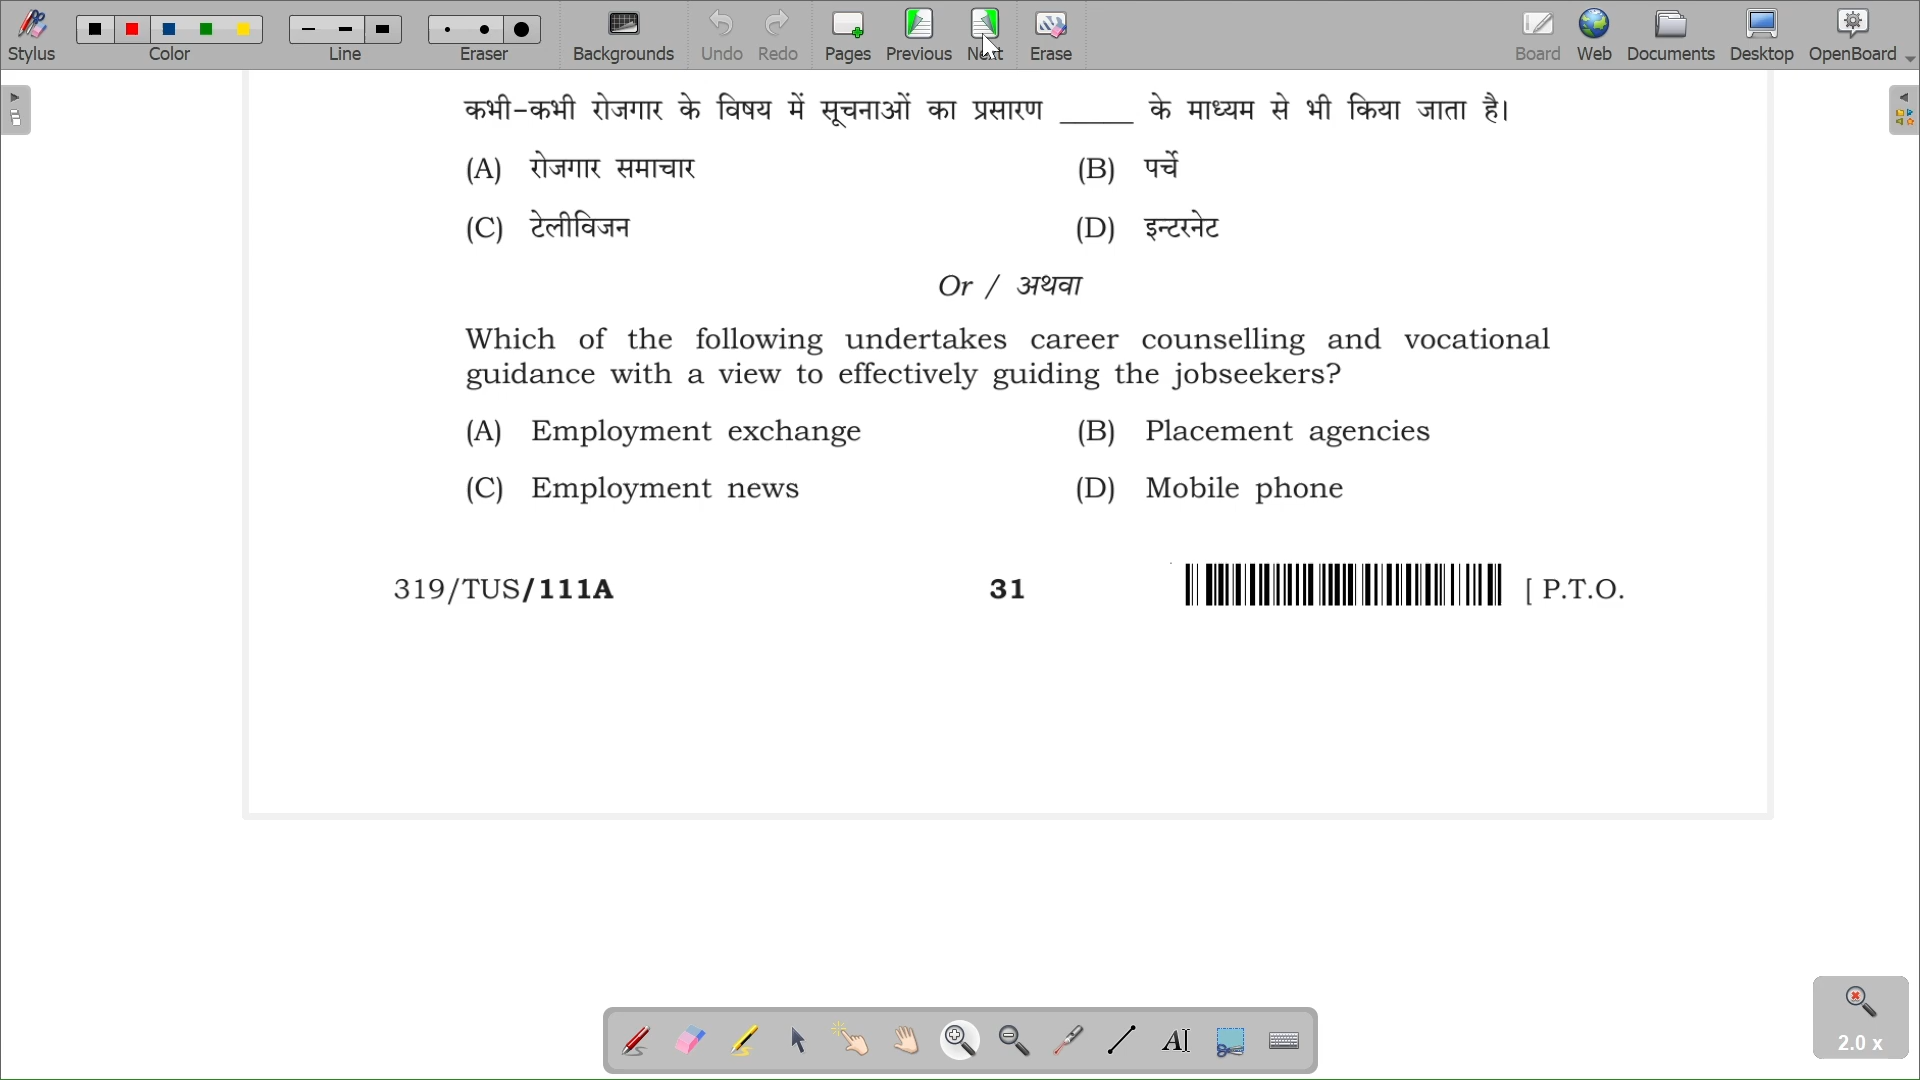 Stylus Color Line Eraser Backgrounds Undo Redo Pages Previous Next Erase Board Web Documents Desktop OpenBoard
कभी-कभी रोजगार के विषय में सूचनाओं का प्रसारण _____ के माध्यम से भी किया जाता है।
(A) रोजगार समाचार (B) पर्चे
(C) टेलीविजन (D) इन्टरनेट
Or / अथवा
Which of the following undertakes career counselling and vocational
guidance with a view to effectively guiding the jobseekers?
(A) Employment exchange (B) Placement agencies
(C) Employment news (D) Mobile phone
319/TUS/111A 31 [ P.T.O.
2.0 x